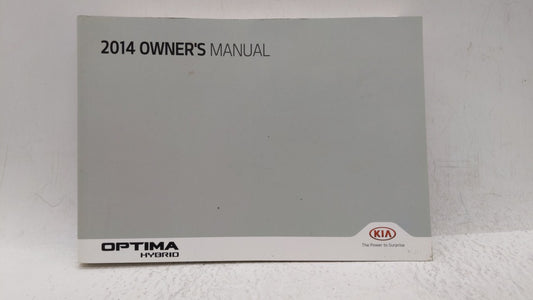 2014 OWNER'S MANUAL
OPTIMA
HYBRID
KIA
The Power to Surprise